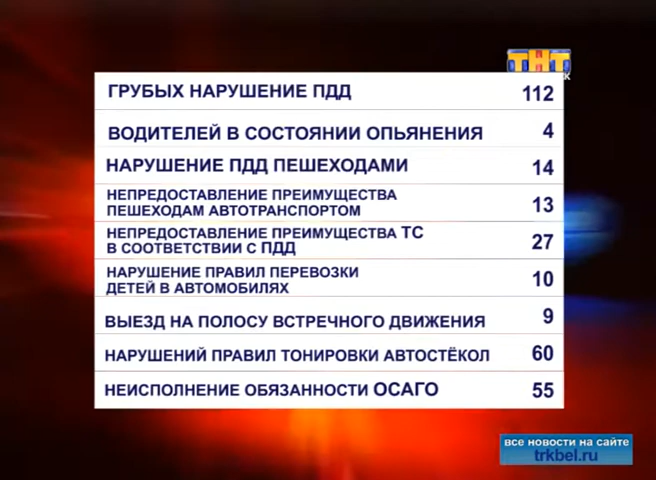 ТНТ
К
ГРУБЫХ НАРУШЕНИЕ ПДД 112
ВОДИТЕЛЕЙ В СОСТОЯНИИ ОПЬЯНЕНИЯ 4
НАРУШЕНИЕ ПДД ПЕШЕХОДАМИ 14
НЕПРЕДОСТАВЛЕНИЕ ПРЕИМУЩЕСТВА
ПЕШЕХОДАМ АВТОТРАНСПОРТОМ 13
НЕПРЕДОСТАВЛЕНИЕ ПРЕИМУЩЕСТВА ТС
В СООТВЕТСТВИИ С ПДД 27
НАРУШЕНИЕ ПРАВИЛ ПЕРЕВОЗКИ
ДЕТЕЙ В АВТОМОБИЛЯХ 10
ВЫЕЗД НА ПОЛОСУ ВСТРЕЧНОГО ДВИЖЕНИЯ 9
НАРУШЕНИЙ ПРАВИЛ ТОНИРОВКИ АВТОСТЁКОЛ 60
НЕИСПОЛНЕНИЕ ОБЯЗАННОСТИ ОСАГО 55
все новости на сайте
trkbel.ru